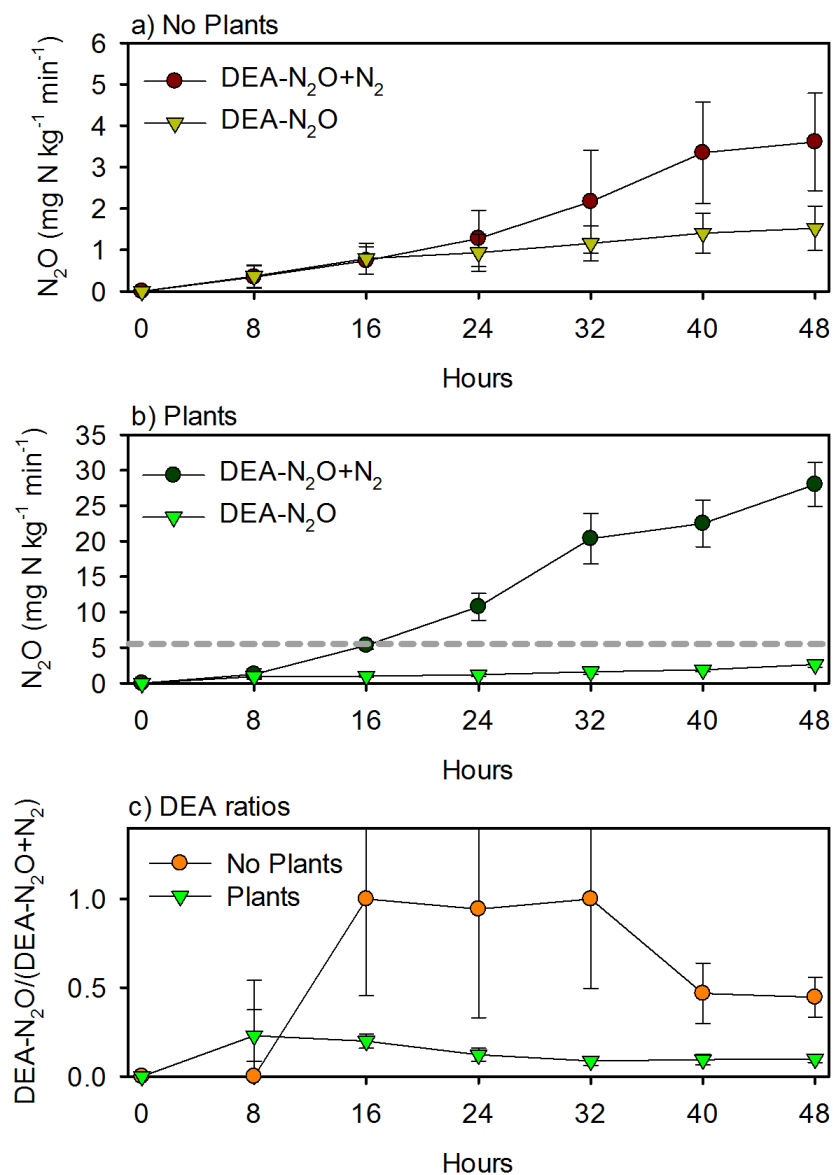 a) No Plants
6
5
4
3
2
1
0
N₂O (mg N kg⁻¹ min⁻¹)
DEA-N₂O+N₂
DEA-N₂O
0 8 16 24 32 40 48
Hours
b) Plants
35
30
25
20
15
10
5
0
N₂O (mg N kg⁻¹ min⁻¹)
DEA-N₂O+N₂
DEA-N₂O
0 8 16 24 32 40 48
Hours
c) DEA ratios
1.0
0.5
0.0
DEA-N₂O/(DEA-N₂O+N₂)
No Plants
Plants
0 8 16 24 32 40 48
Hours